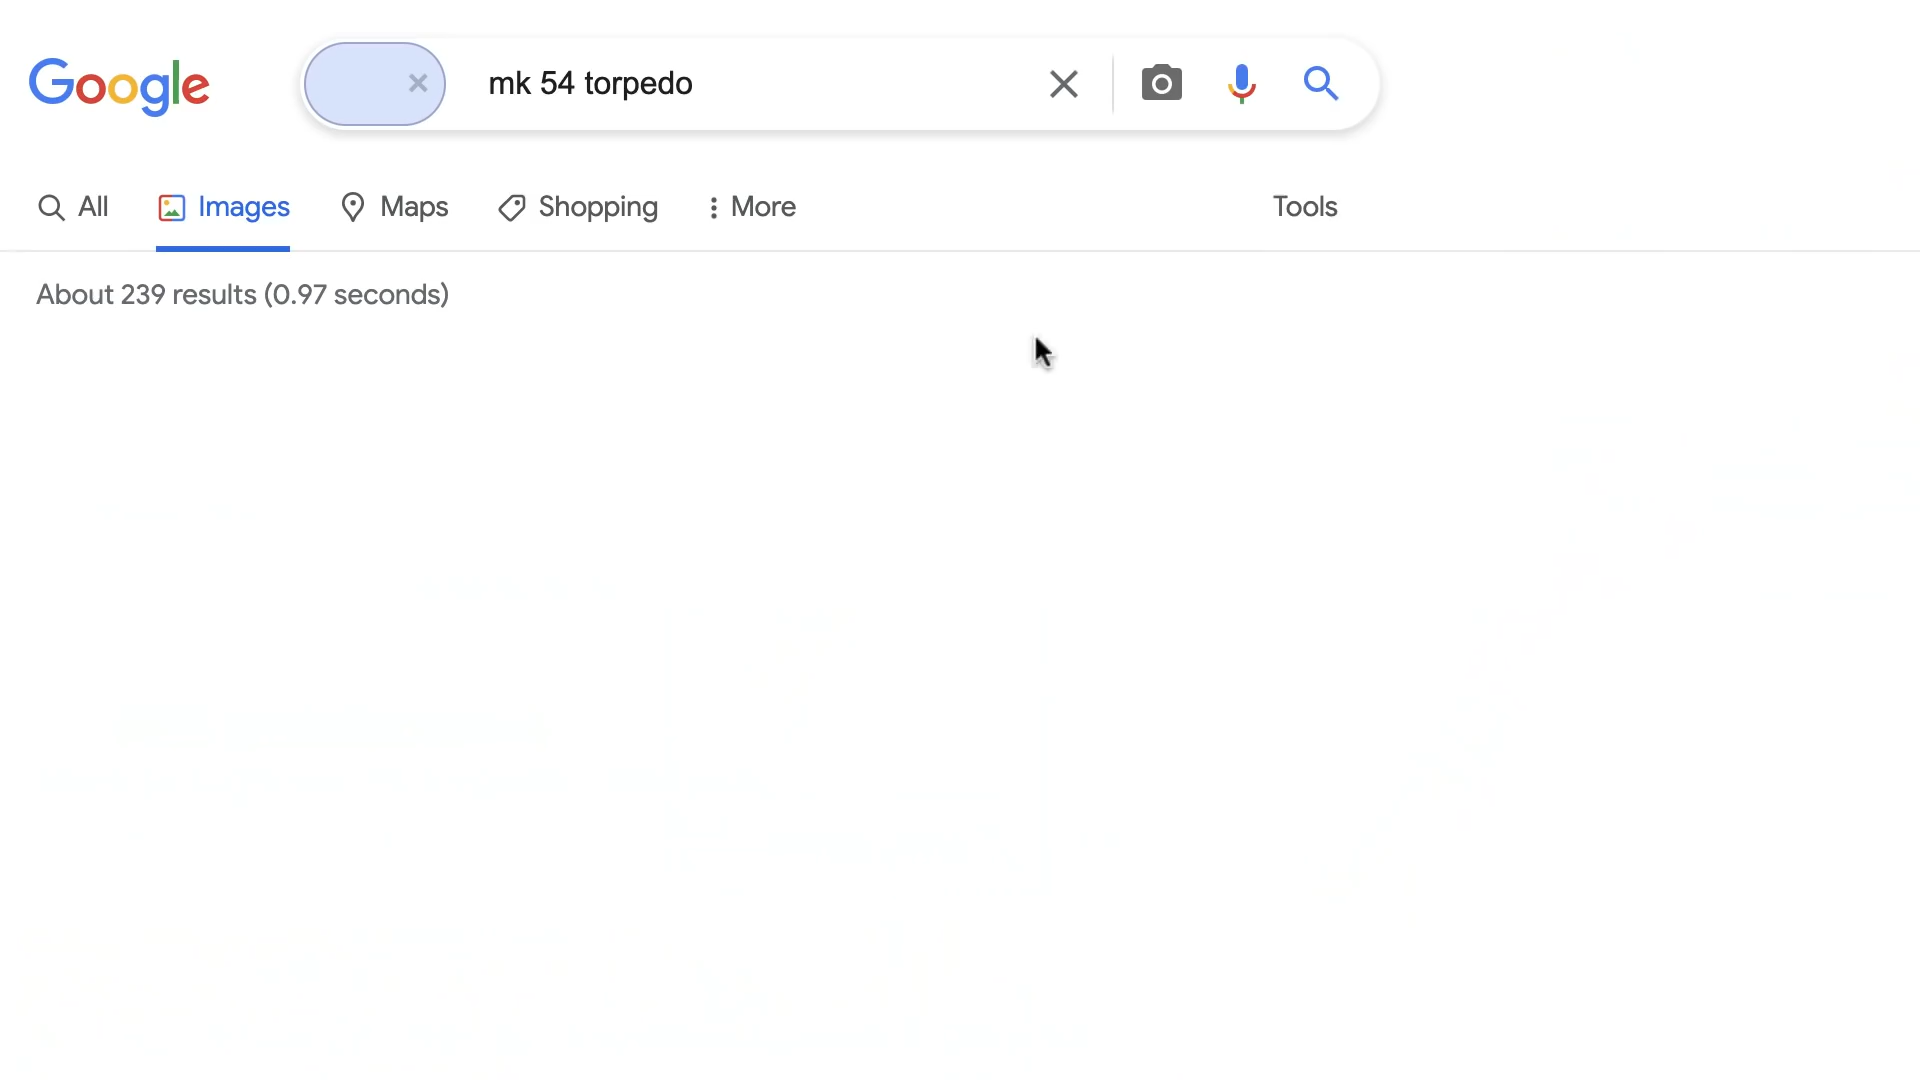 Google
mk 54 torpedo
All
Images
Maps
Shopping
More
Tools
About 239 results (0.97 seconds)